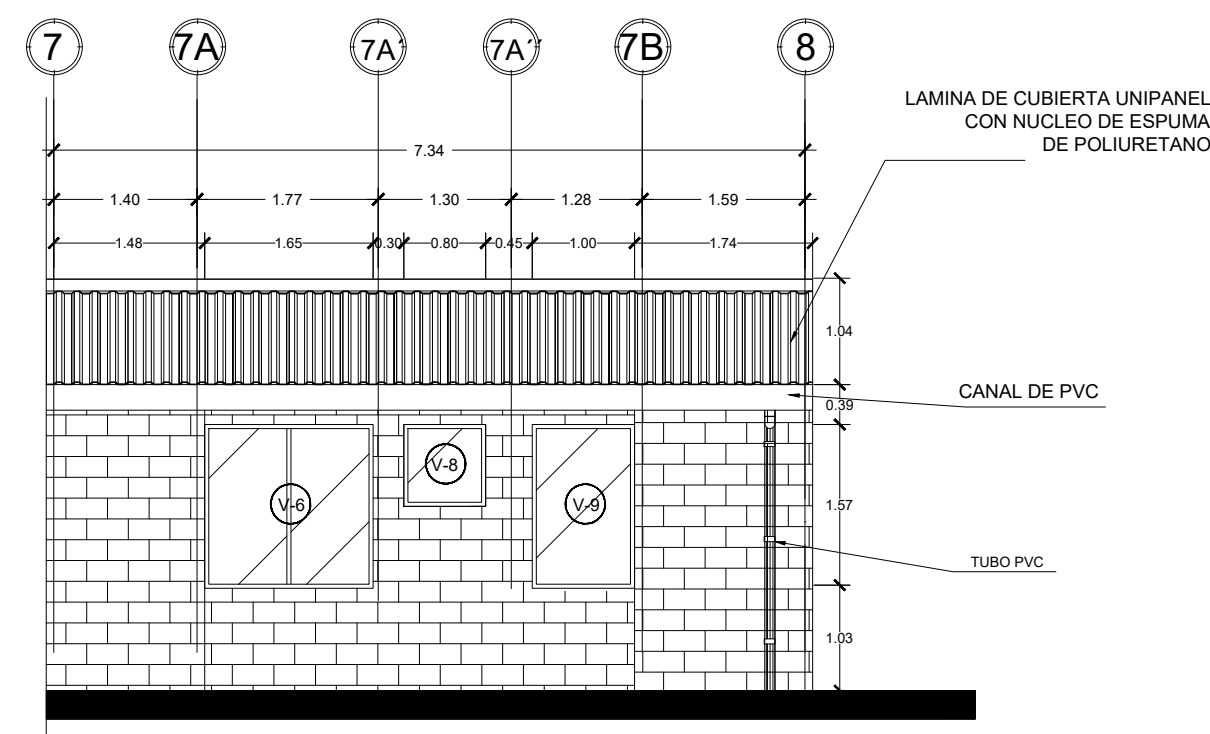 7 7A 7A´ 7A´´ 7B 8
LAMINA DE CUBIERTA UNIPANEL
CON NUCLEO DE ESPUMA
DE POLIURETANO
7.34
1.40 1.77 1.30 1.28 1.59
1.48 1.65 0.30 0.80 0.45 1.00 1.74
1.04
CANAL DE PVC
0.39
V-8
V-6 V-9
1.57
TUBO PVC
1.03